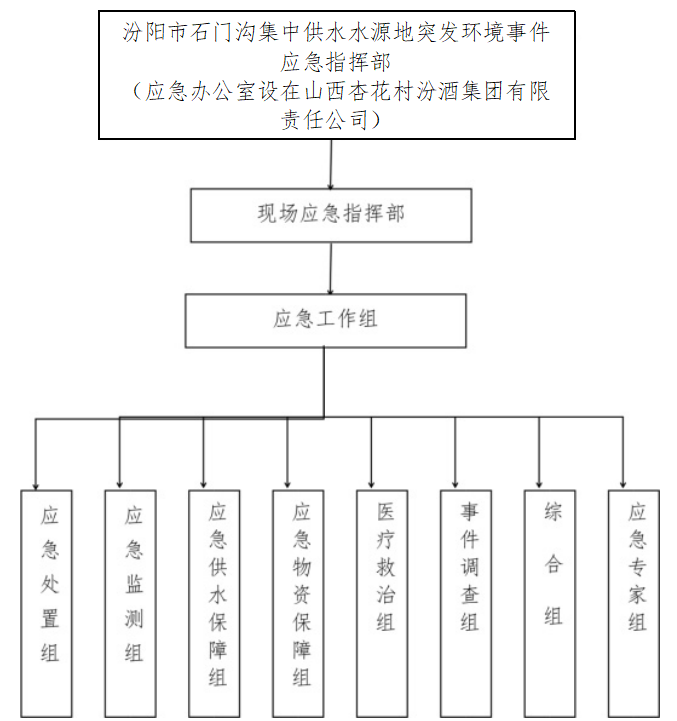 汾阳市石门沟集中供水水源地突发环境事件
应急指挥部
（应急办公室设在山西杏花村汾酒集团有限
责任公司）
现场应急指挥部
应急工作组
应急处置组
应急监测组
应急供水保障组
应急物资保障组
医疗救治组
事件调查组
综合组
应急专家组